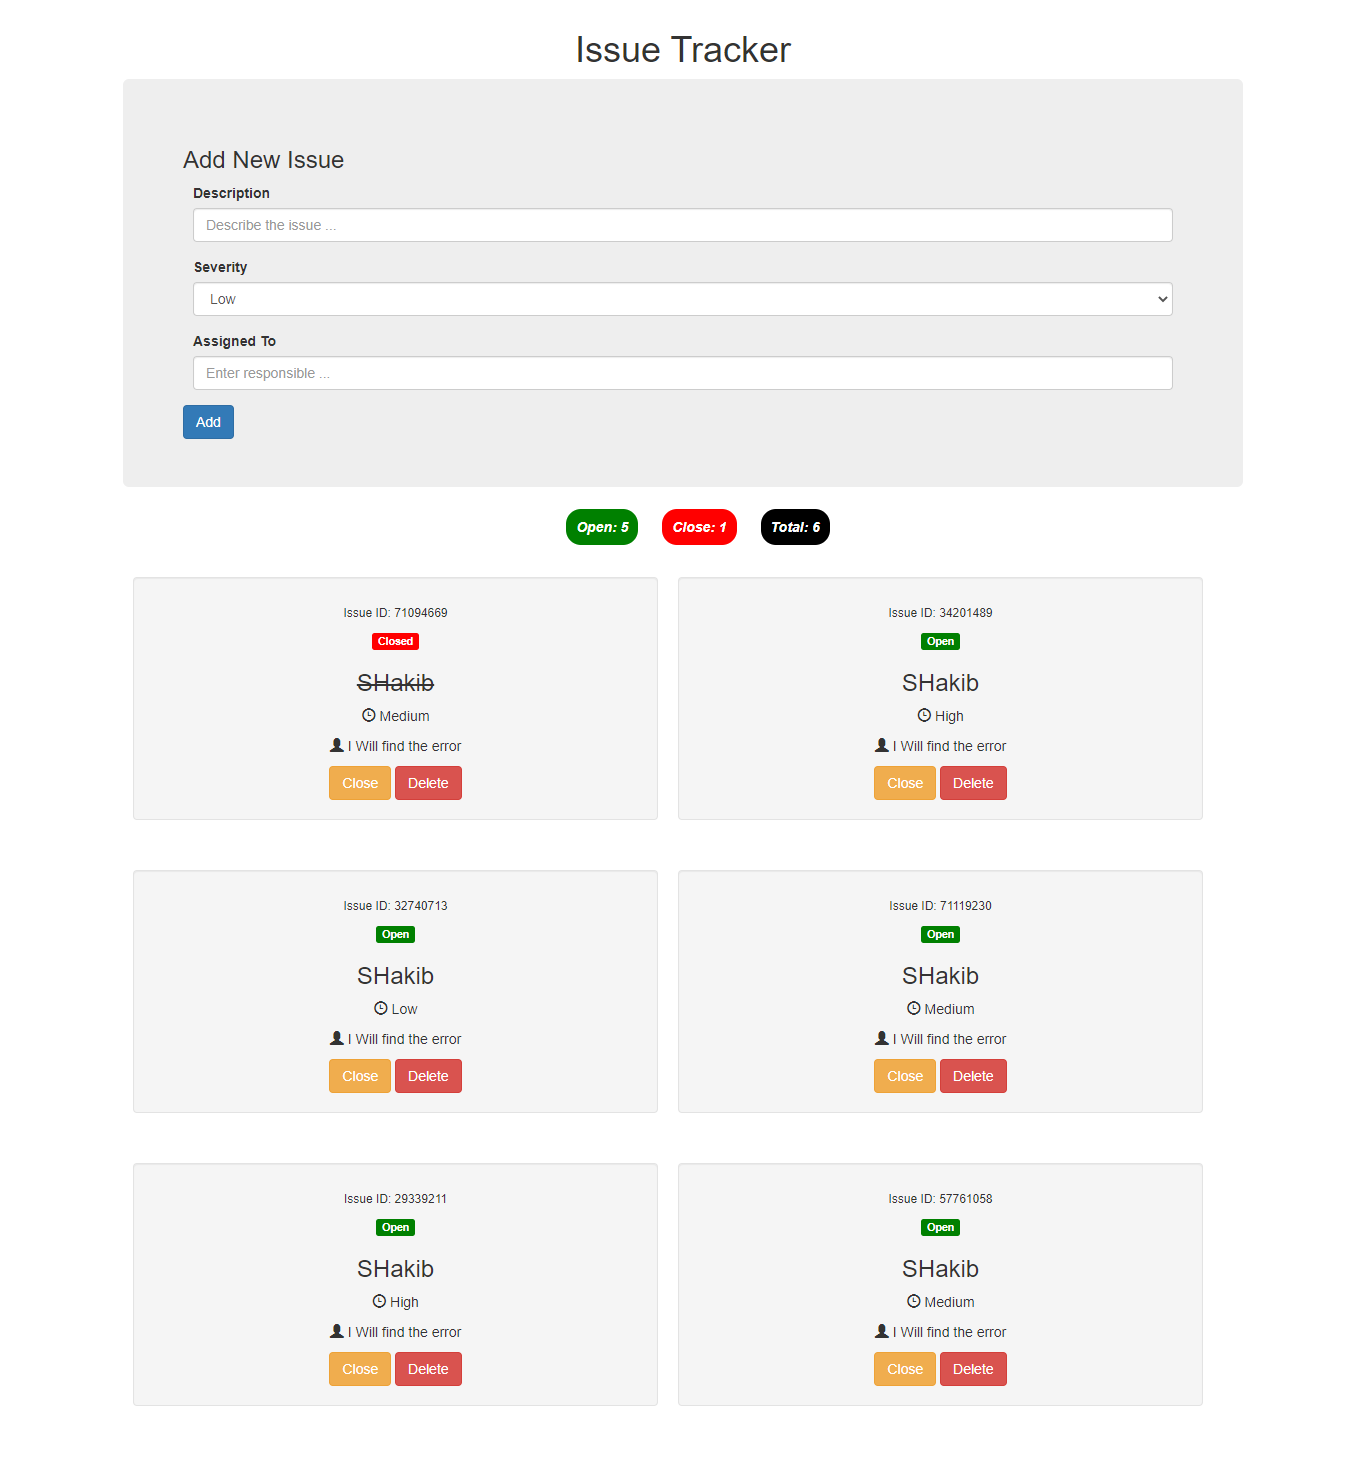 Issue Tracker
Add New Issue
Description
Describe the issue ...
Severity
Low
Assigned To
Enter responsible ...
Add
Open: 5 Close: 1 Total: 6
Issue ID: 71094669
Closed
SHakib
Medium
I Will find the error
Close Delete
Issue ID: 34201489
Open
SHakib
High
I Will find the error
Close Delete
Issue ID: 32740713
Open
SHakib
Low
I Will find the error
Close Delete
Issue ID: 71119230
Open
SHakib
Medium
I Will find the error
Close Delete
Issue ID: 29339211
Open
SHakib
High
I Will find the error
Close Delete
Issue ID: 57761058
Open
SHakib
Medium
I Will find the error
Close Delete